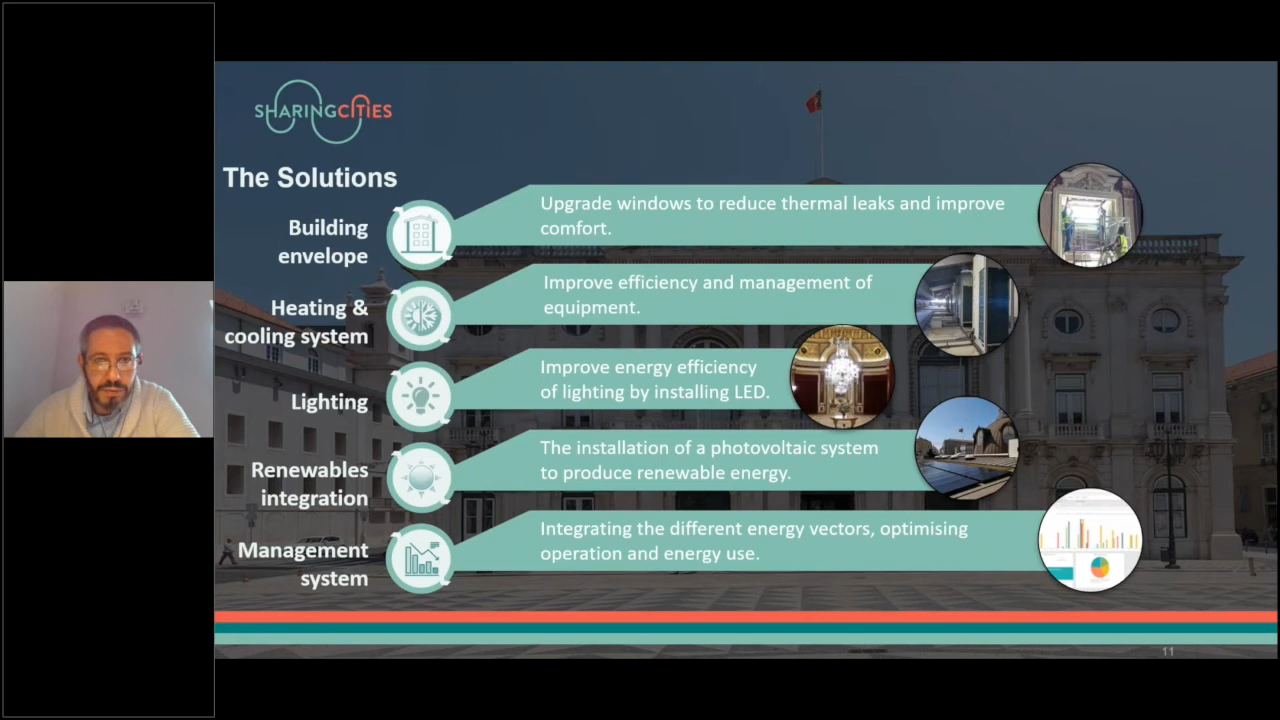 SHARINGCITIES
The Solutions
Building
envelope
Upgrade windows to reduce thermal leaks and improve
comfort.
Heating &
cooling system
Improve efficiency and management of
equipment.
Lighting
Improve energy efficiency
of lighting by installing LED.
Renewables
integration
The installation of a photovoltaic system
to produce renewable energy.
Management
system
Integrating the different energy vectors, optimising
operation and energy use.
11